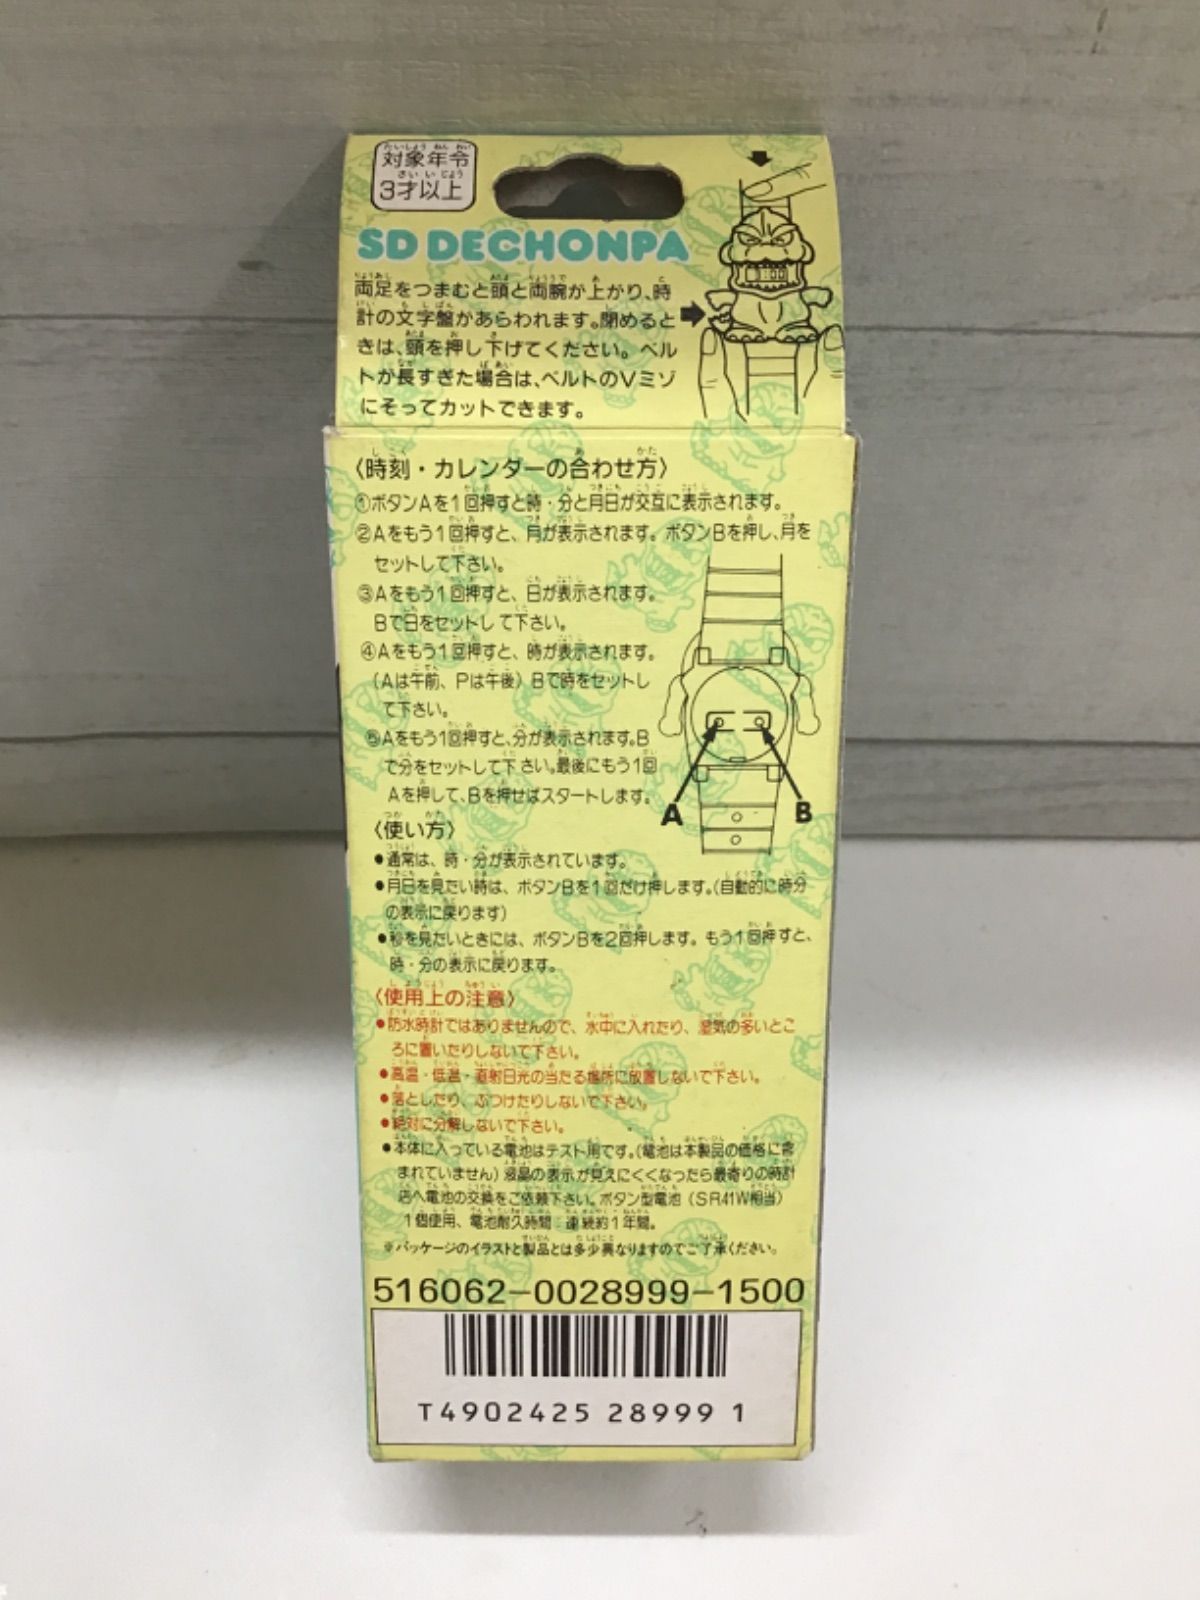 対象年令
3才以上
SD DECHONPA
両足をつまむと頭と両腕が上がり、時
計の文字盤があらわれます。閉めると
きは、頭を押し下げてください。ベル
トが長すぎた場合は、ベルトのVミゾ
にそってカットできます。
〈時刻・カレンダーの合わせ方〉
①ボタンAを1回押すと時・分と月日が交互に表示されます。
②Aをもう1回押すと、月が表示されます。ボタンBを押し、月を
セットして下さい。
③Aをもう1回押すと、日が表示されます。
Bで日をセットして下さい。
④Aをもう1回押すと、時が表示されます。
（Aは午前、Pは午後）Bで時をセットし
て下さい。
⑤Aをもう1回押すと、分が表示されます。B
で分をセットして下さい。最後にもう1回
Aを押して、Bを押せばスタートします。
A B
〈使い方〉
●通常は、時・分が表示されています。
●月日を見たい時は、ボタンBを1回だけ押します。（自動的に時分
の表示に戻ります）
●秒を見たいときには、ボタンBを2回押します。もう1回押すと、
時・分の表示に戻ります。
〈使用上の注意〉
●防水時計ではありませんので、水中に入れたり、湿気の多いとこ
ろに置いたりしないで下さい。
●高温・低温・直射日光の当たる場所に放置しないで下さい。
●落としたり、ぶつけたりしないで下さい。
●絶対に分解しないで下さい。
●本体に入っている電池はテスト用です。（電池は本製品の価格に含
まれていません）液晶の表示が見えにくくなったら最寄りの時計
店へ電池の交換をご依頼下さい。ボタン型電池（SR41W相当）
1個使用、電池耐久時間：連続約1年間。
※パッケージのイラストと製品とは多少異なりますのでご了承ください。
516062-0028999-1500
T4902425 28999 1